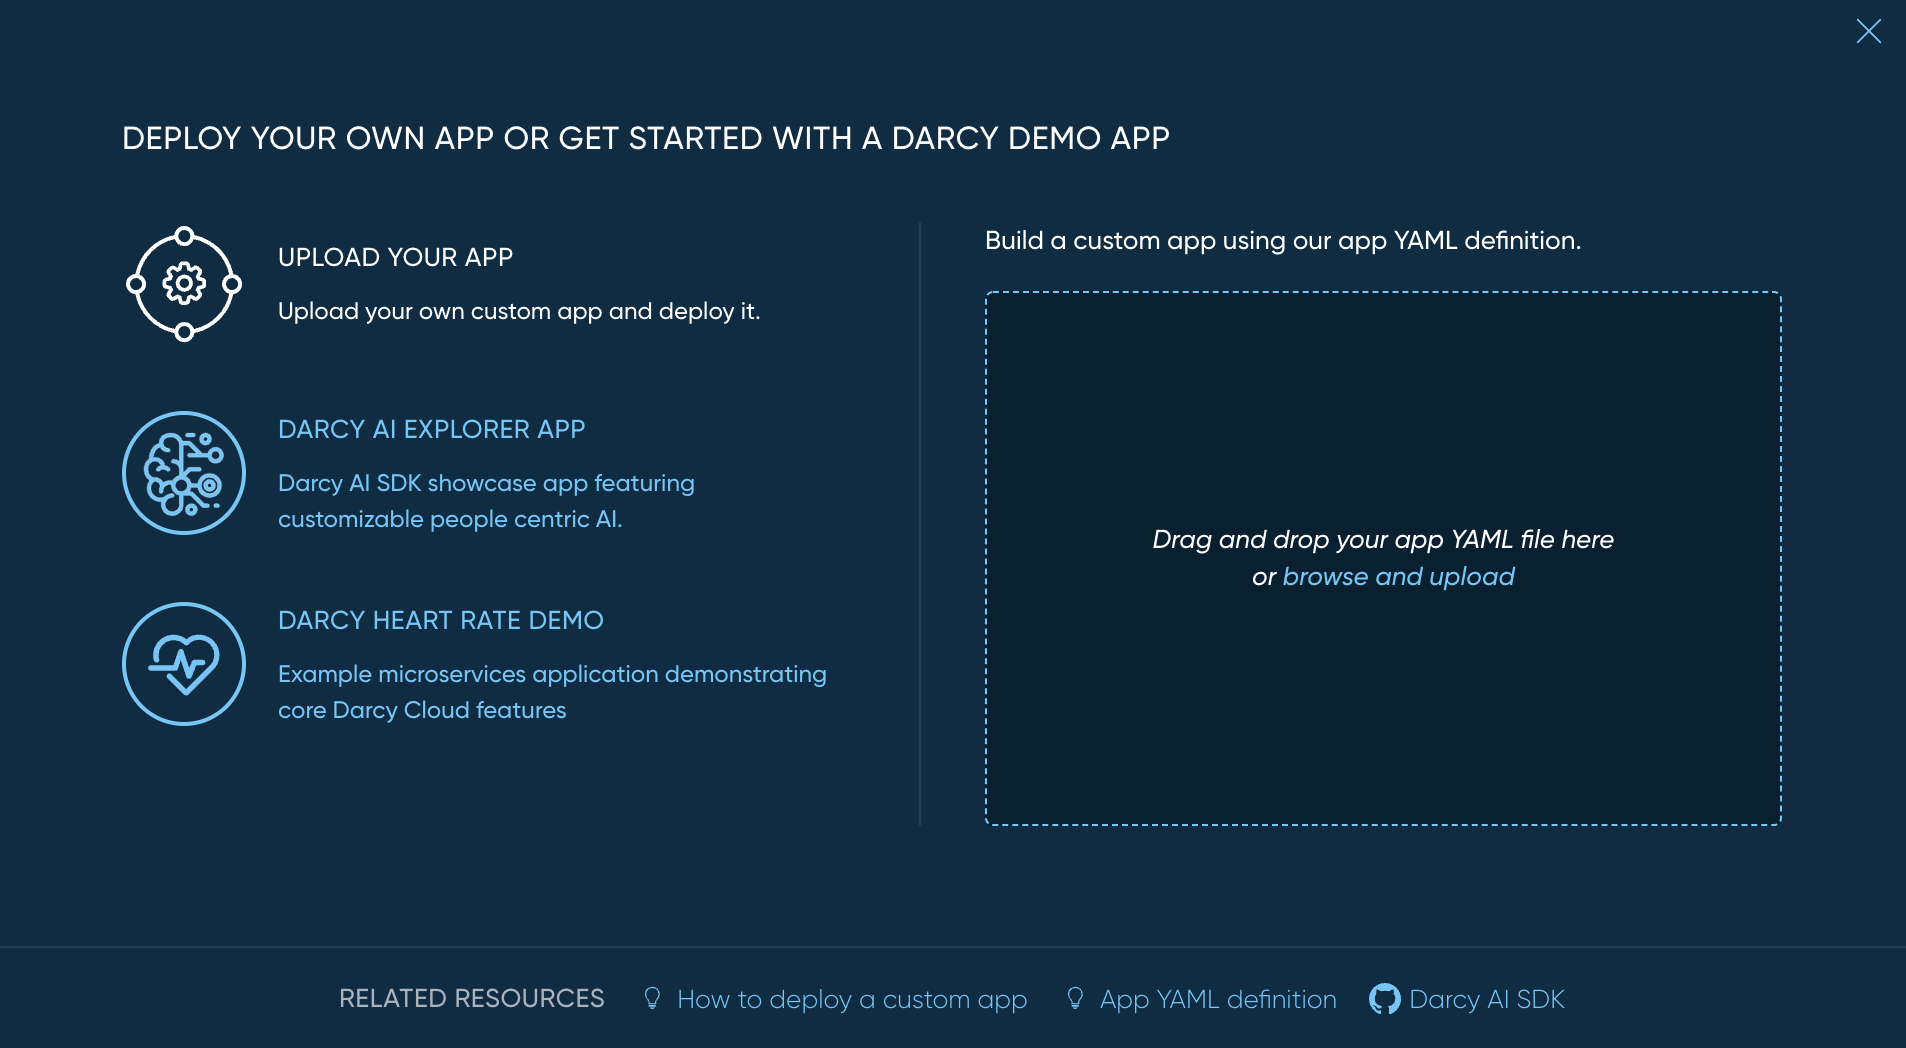 DEPLOY YOUR OWN APP OR GET STARTED WITH A DARCY DEMO APP
UPLOAD YOUR APP
Upload your own custom app and deploy it.
DARCY AI EXPLORER APP
Darcy AI SDK showcase app featuring
customizable people centric AI.
DARCY HEART RATE DEMO
Example microservices application demonstrating
core Darcy Cloud features
Build a custom app using our app YAML definition.
Drag and drop your app YAML file here
or browse and upload
RELATED RESOURCES
How to deploy a custom app
App YAML definition
Darcy AI SDK